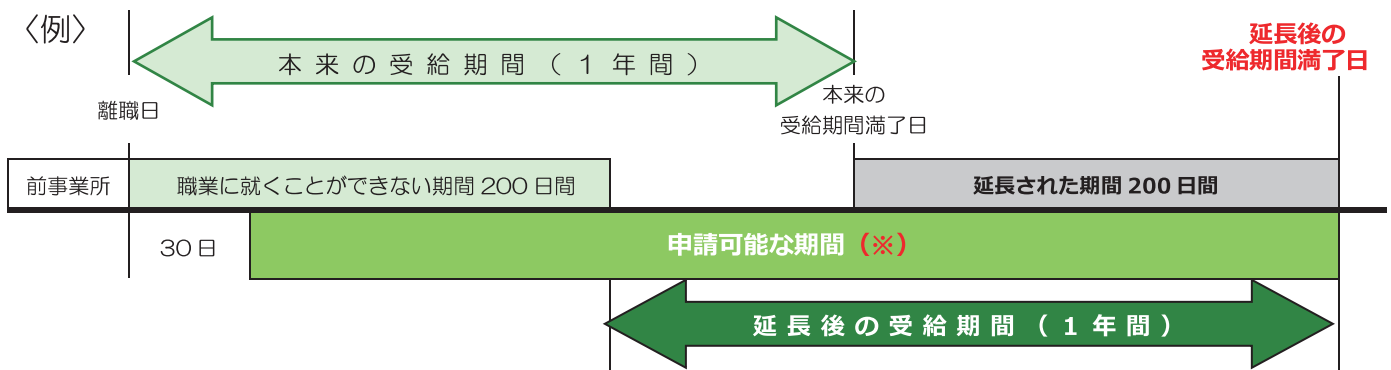 〈例〉
本来の受給期間（１年間）
延長後の
受給期間満了日
離職日
本来の
受給期間満了日
前事業所
職業に就くことができない期間 200 日間
延長された期間 200 日間
30 日
申請可能な期間（※）
延長後の受給期間（１年間）